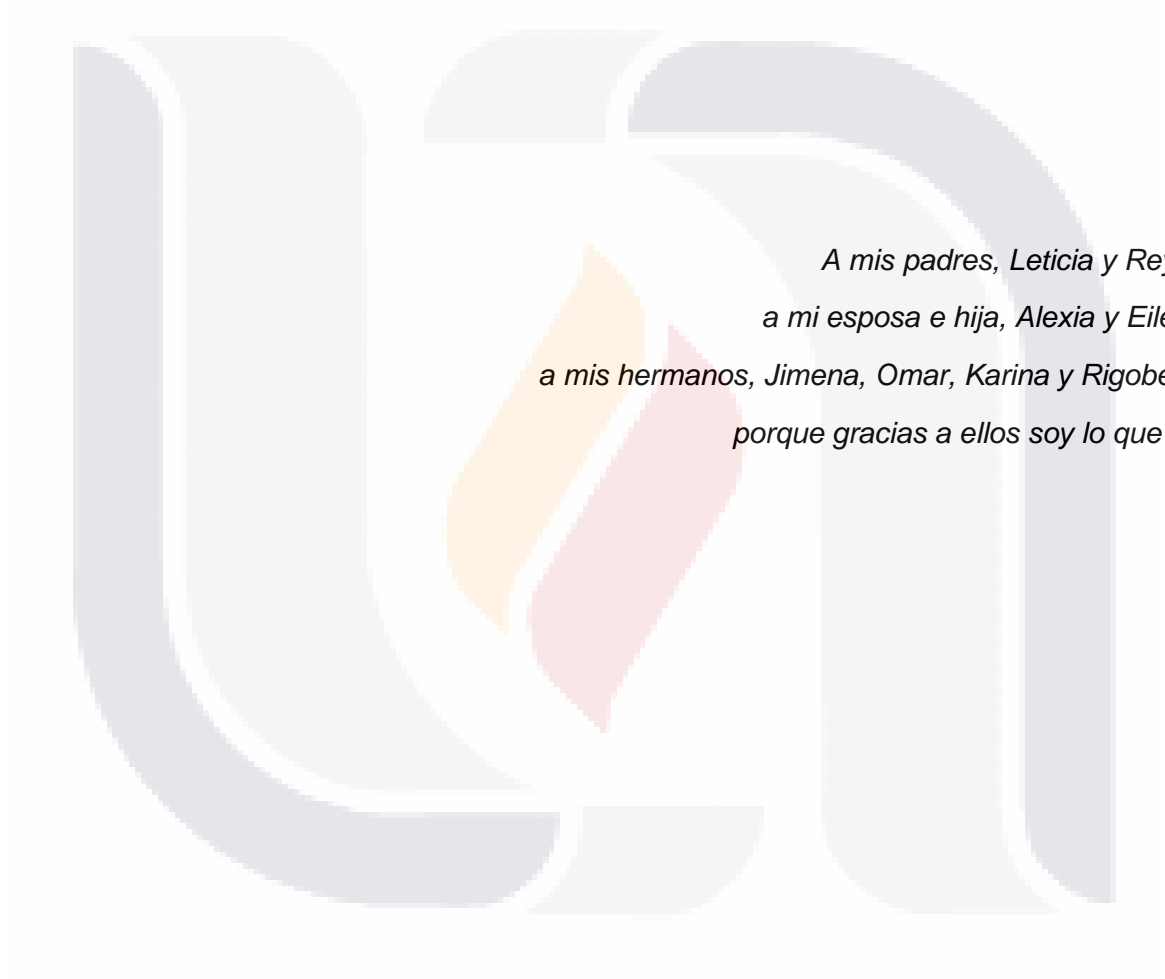 A mis padres, Leticia y
a mi esposa e hija, Alexia y
a mis hermanos, Jimena, Omar, Karina y
porque gracias a ellos soy lo que